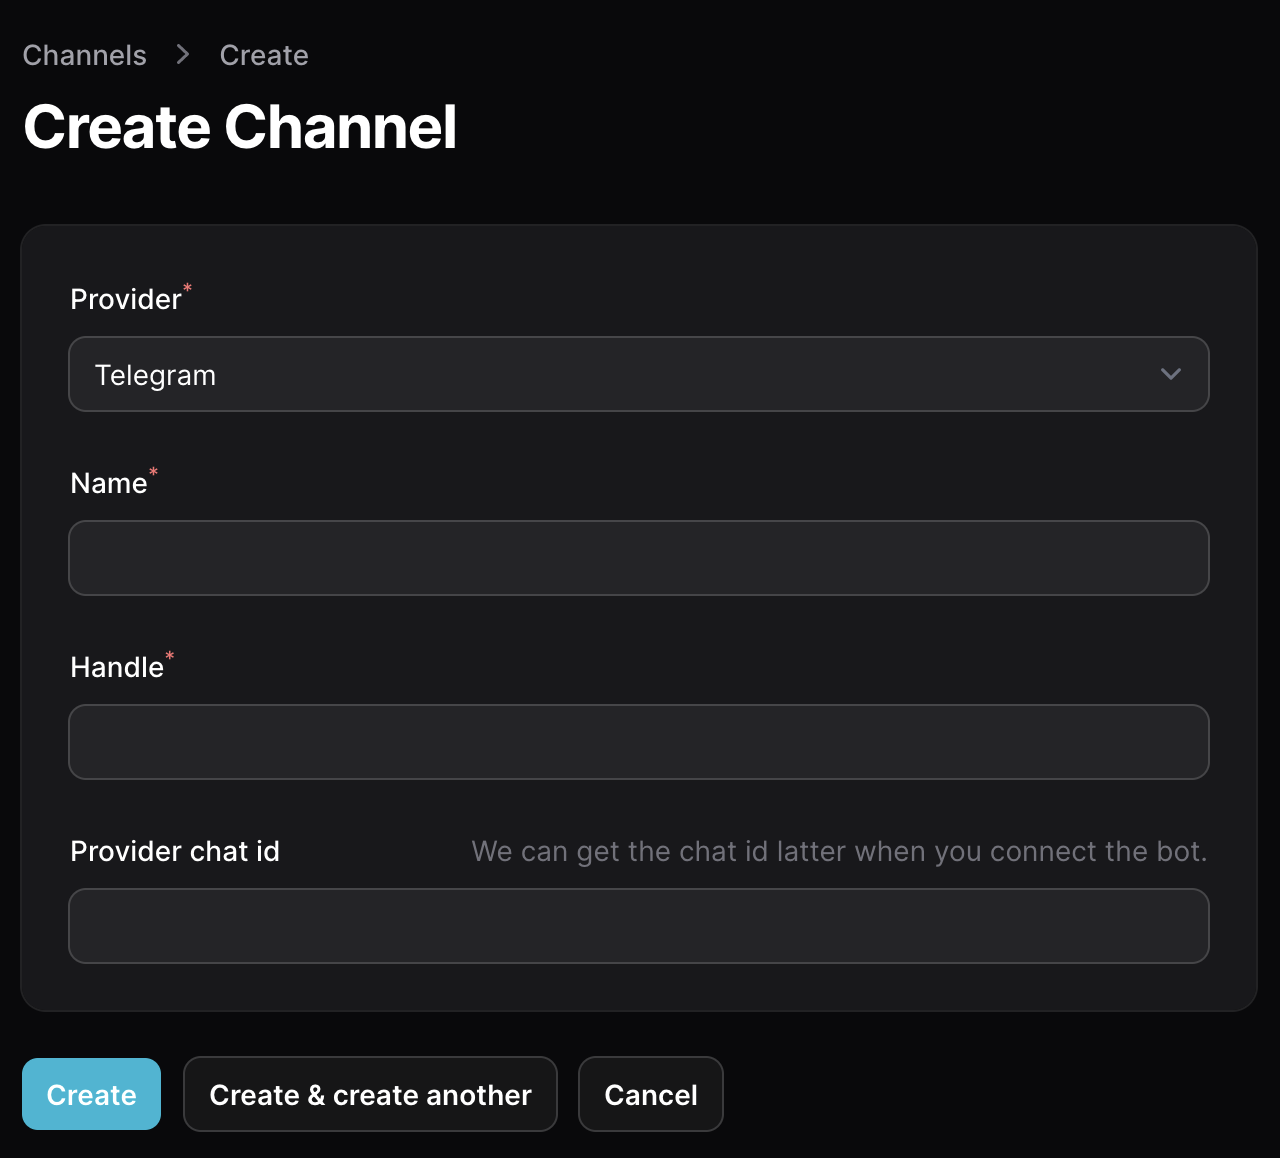 Channels > Create
Create Channel
Provider*
Telegram
Name*
Handle*
Provider chat id We can get the chat id latter when you connect the bot.
Create Create & create another Cancel